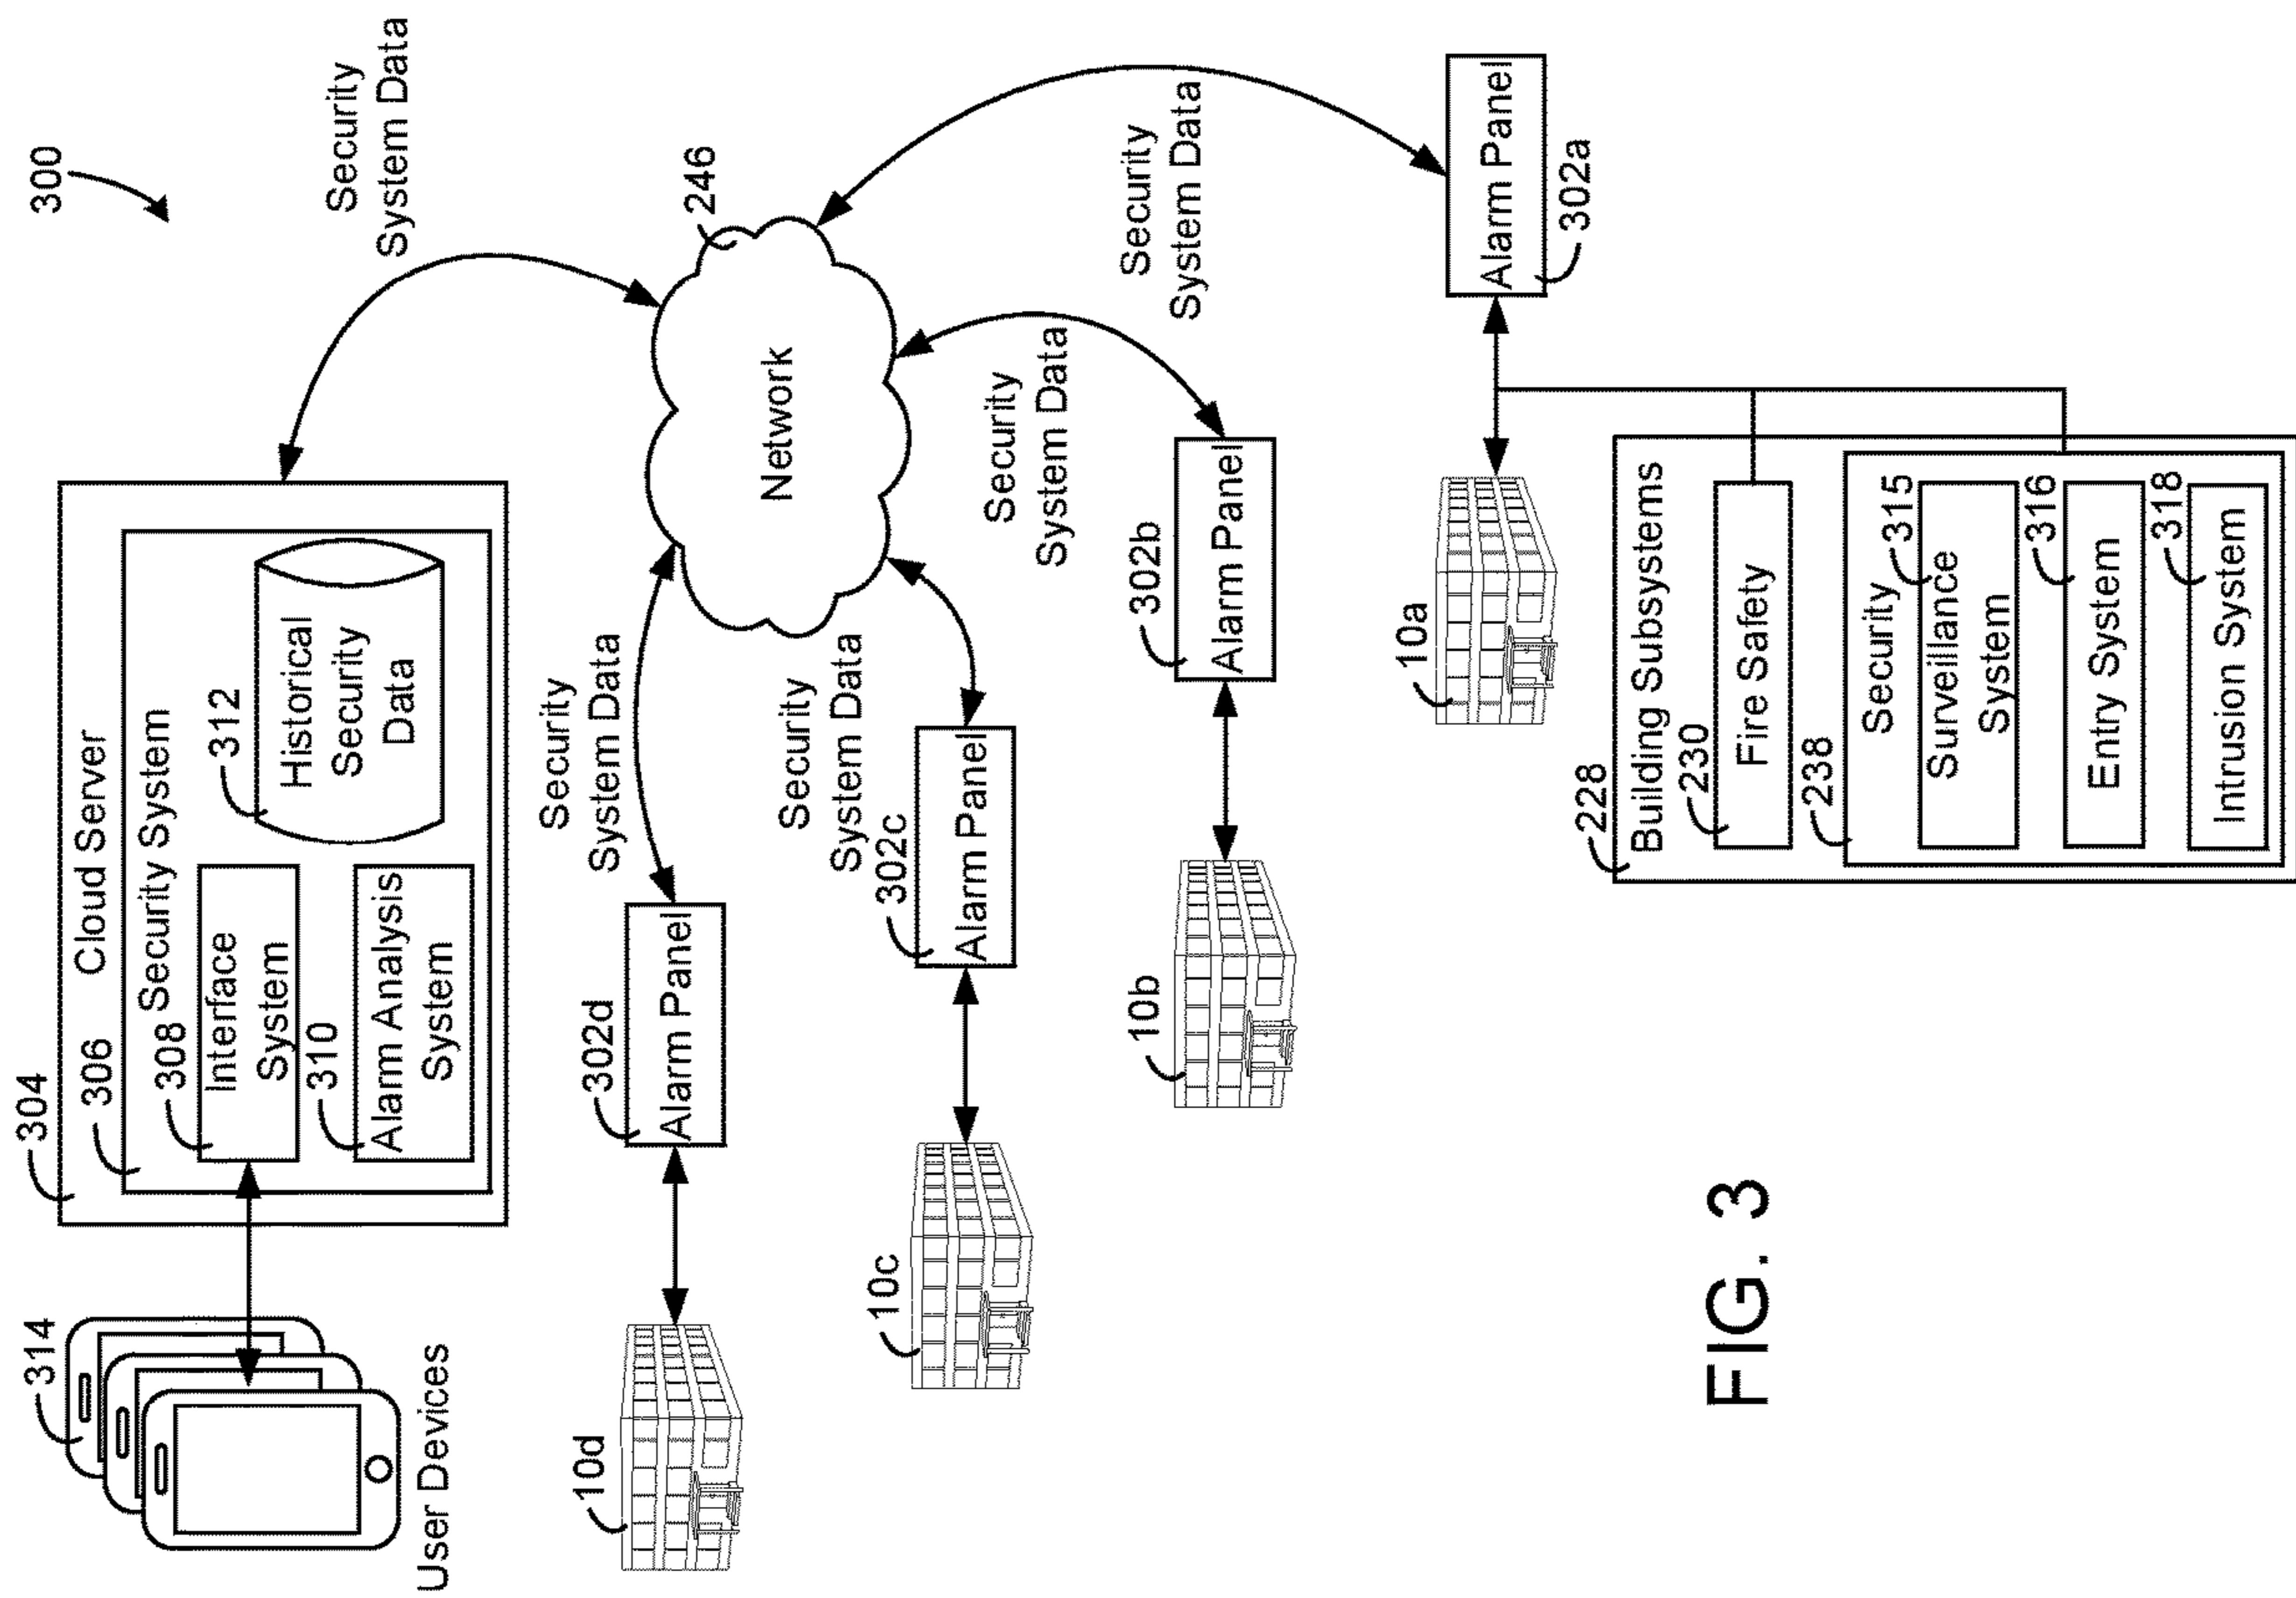 300
304
Cloud Server
306
Security System
308
Interface
System
310
Alarm Analysis
System
312
Historical
Security
Data
314
User Devices
Security
System Data
246
Network
Security
System Data
Security
System Data
Security
System Data
Security
System Data
302d
Alarm Panel
10d
302c
Alarm Panel
10c
302b
Alarm Panel
10b
Alarm Panel
302a
10a
228
Building Subsystems
230
Fire Safety
238
Security
315
Surveillance
System
316
Entry System
318
Intrusion System
FIG. 3